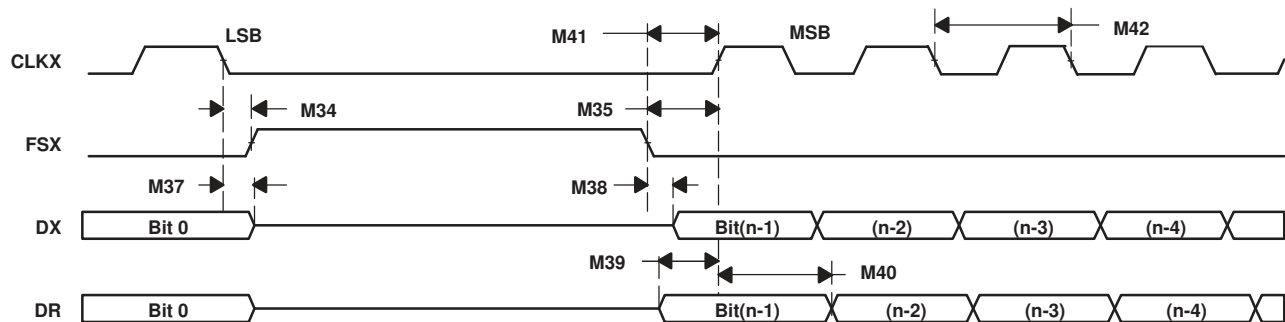 LSB
M41
MSB
M42
CLKX
M34
M35
FSX
M37
M38
DX
Bit 0
Bit(n-1)
(n-2)
(n-3)
(n-4)
M39
M40
DR
Bit 0
Bit(n-1)
(n-2)
(n-3)
(n-4)